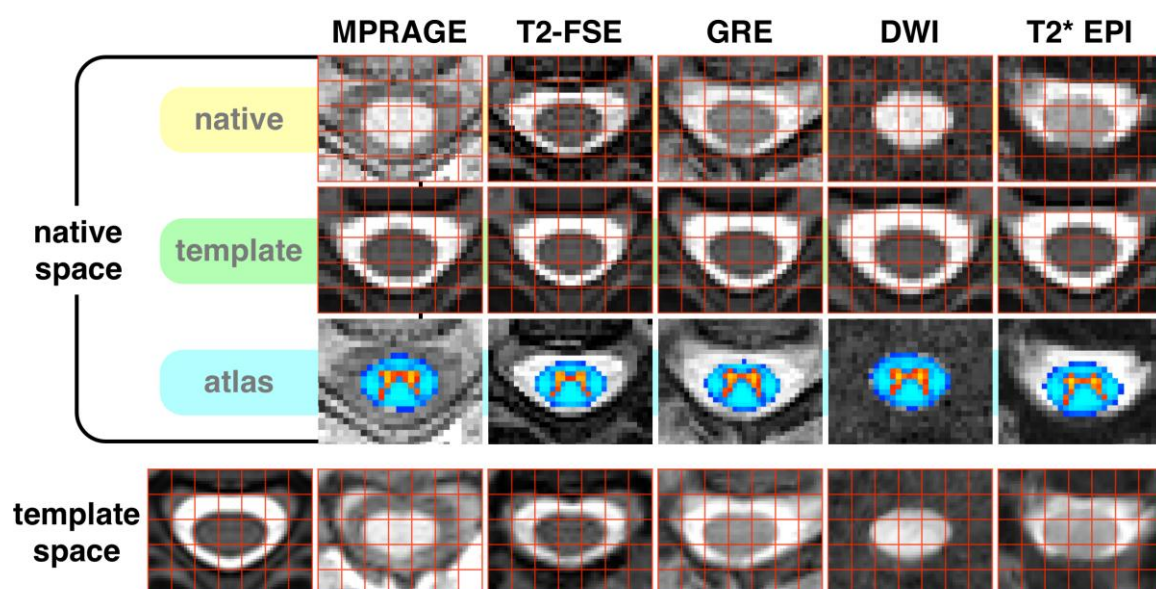 MPRAGE T2-FSE GRE DWI T2* EPI
native
native
space
template
atlas
template
space